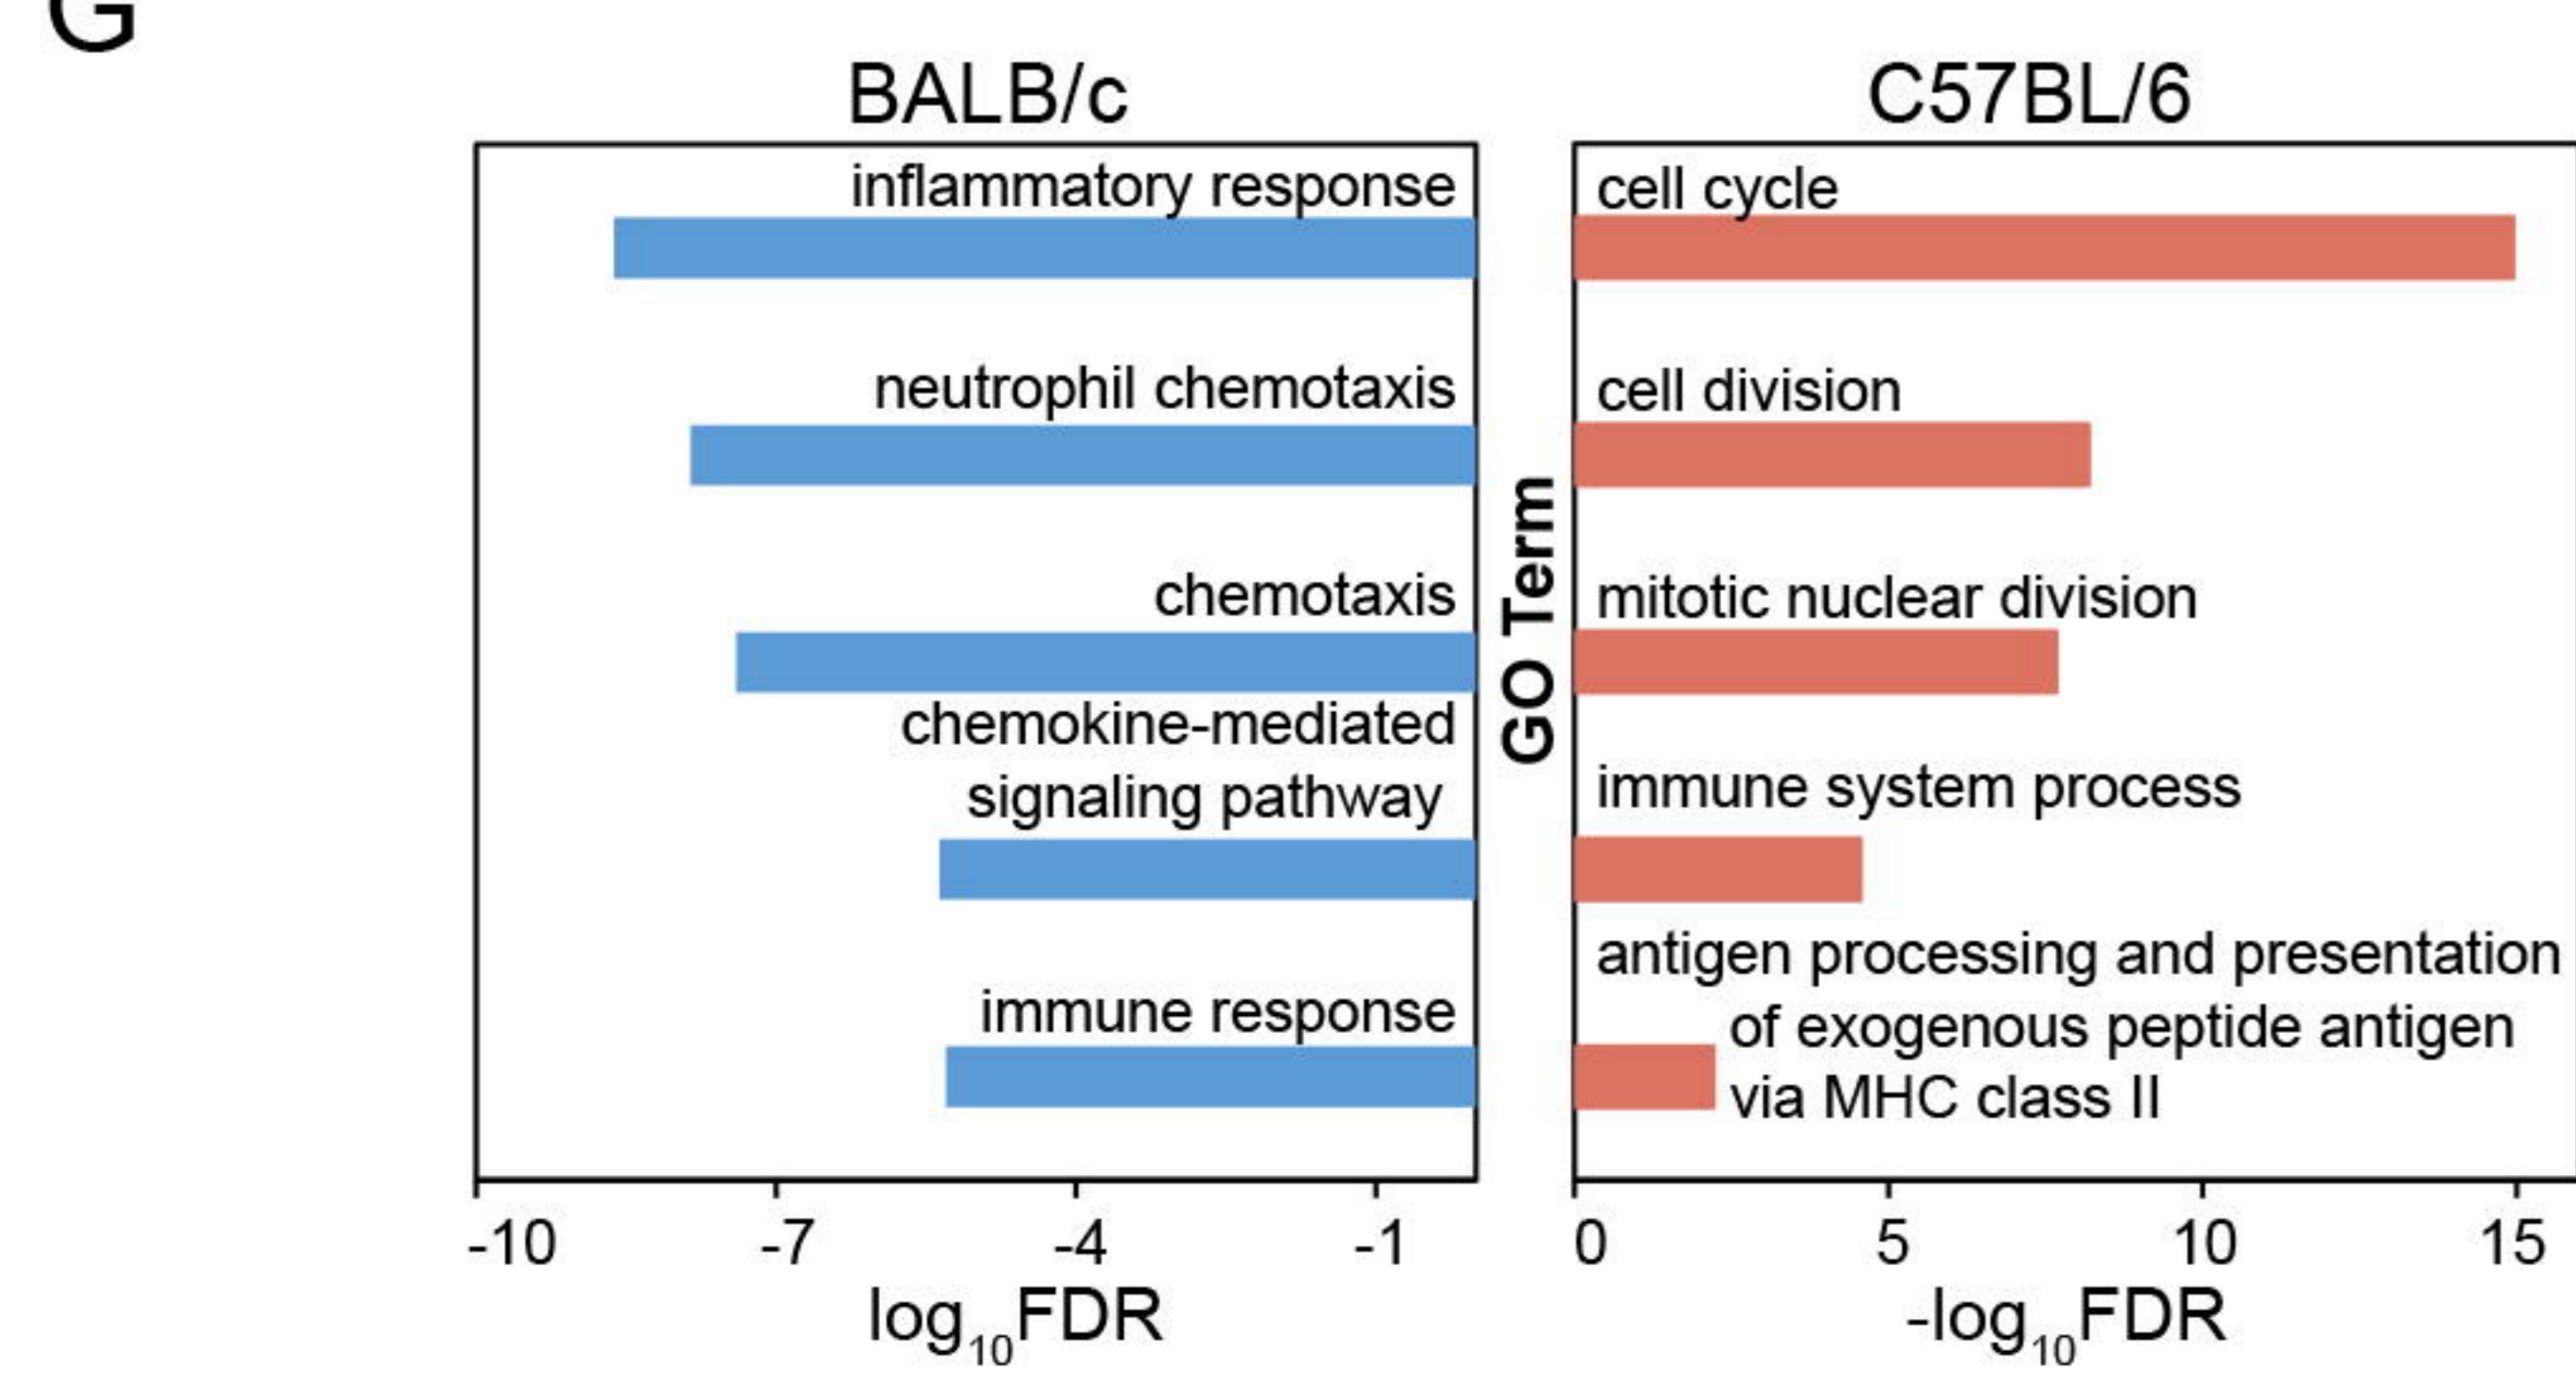 G
BALB/c
C57BL/6
inflammatory response
neutrophil chemotaxis
chemotaxis
chemokine-mediated
signaling pathway
immune response
-10 -7 -4 -1
log10FDR
GO Term
cell cycle
cell division
mitotic nuclear division
immune system process
antigen processing and presentation
of exogenous peptide antigen
via MHC class II
0 5 10 15
-log10FDR